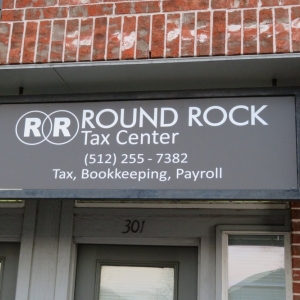 RR ROUND ROCK
Tax Center
(512) 255 - 7382
Tax, Bookkeeping, Payroll
301